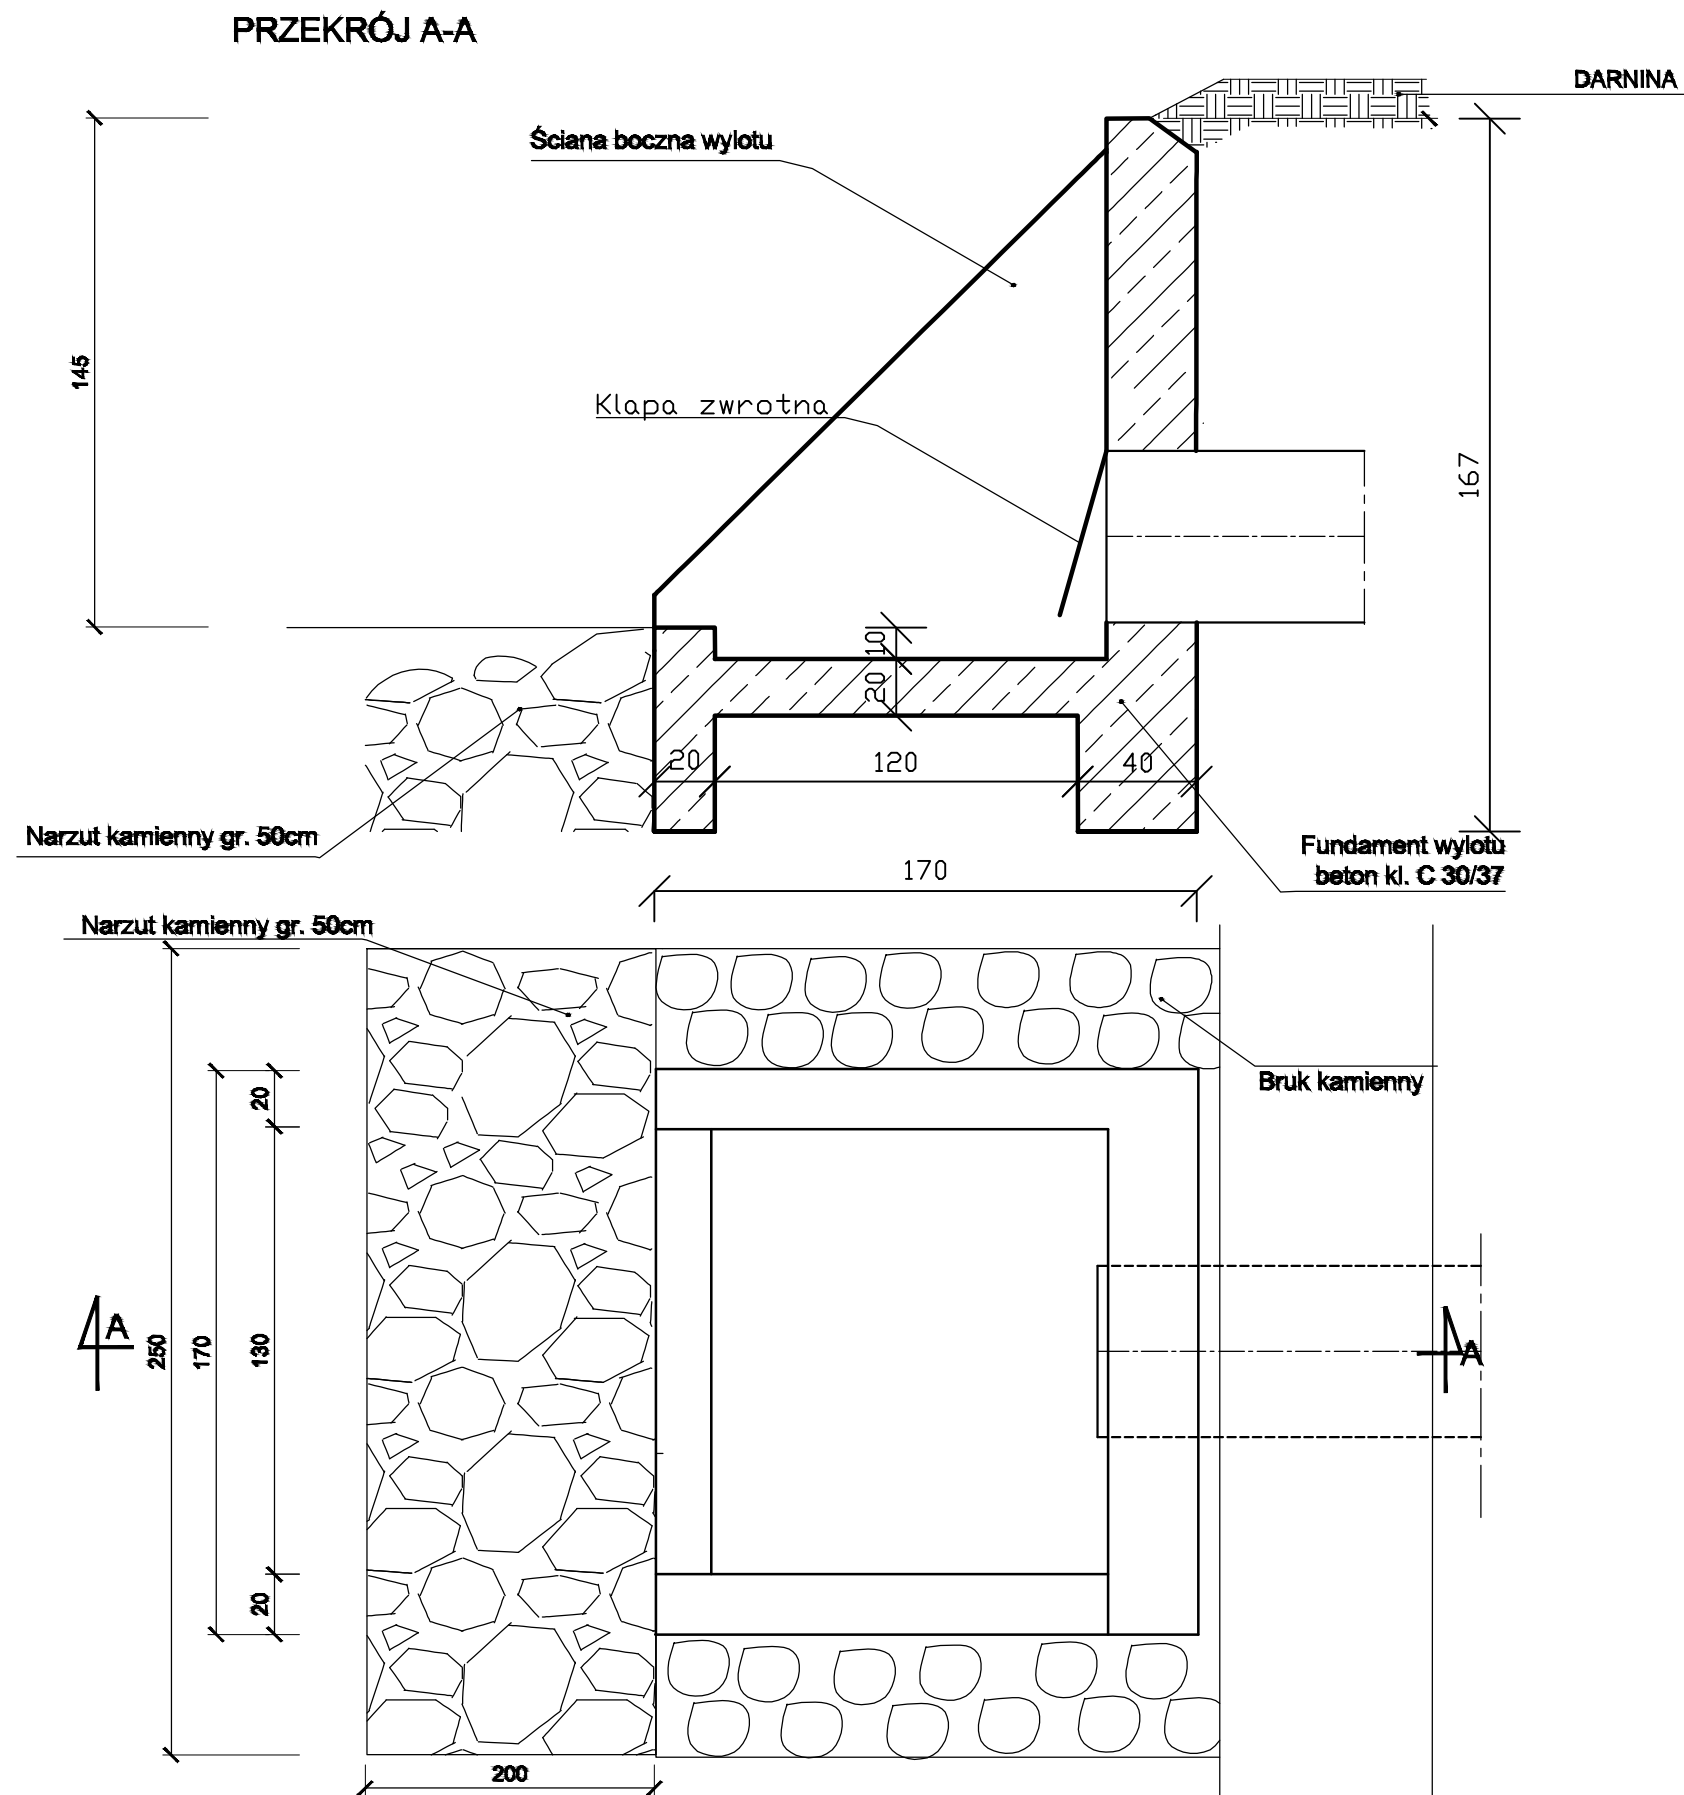 PRZEKRÓJ A-A
DARNINA
Ściana boczna wylotu
145
Klapa zwrotna
167
10
20
20
120
40
Narzut kamienny gr. 50cm
Fundament wylotu
beton kl. C 30/37
170
Narzut kamienny gr. 50cm
Bruk kamienny
20
A
250
170
130
A
20
200